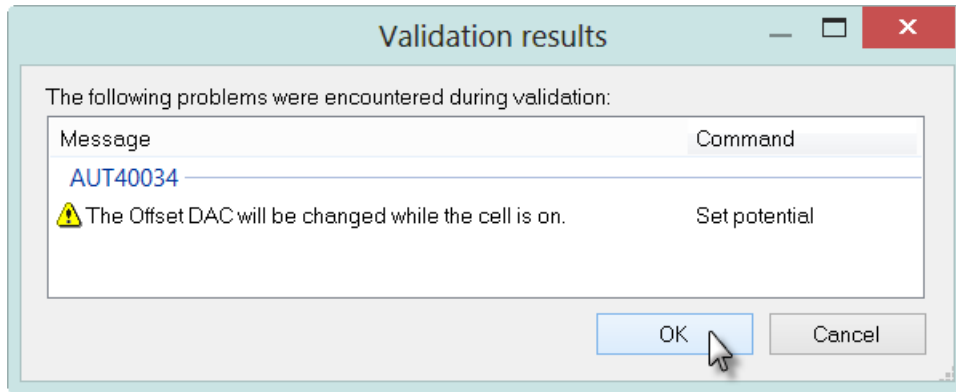 Validation results
The following problems were encountered during validation:
Message Command
AUT40034
The Offset DAC will be changed while the cell is on. Set potential
OK Cancel